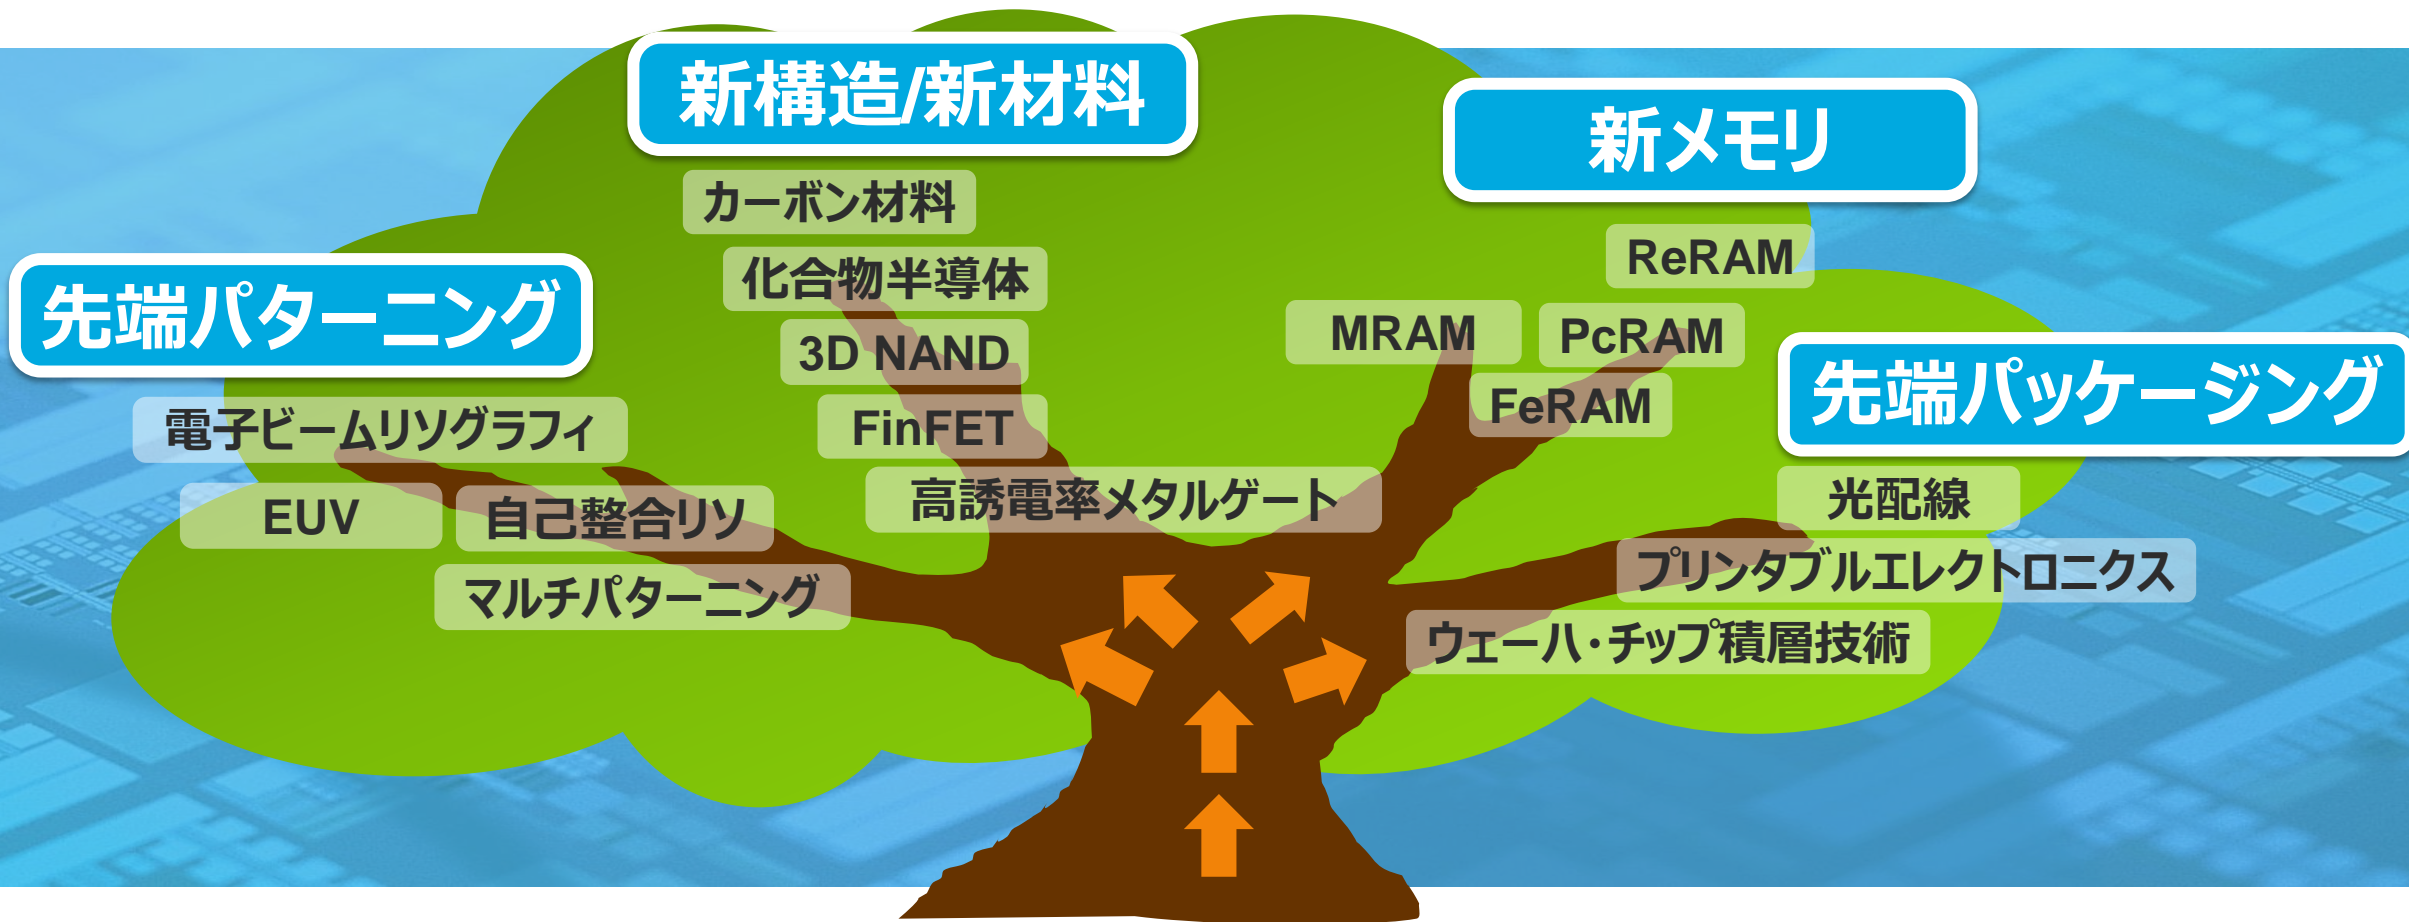 新構造/新材料
カーボン材料
化合物半導体
3D NAND
FinFET
高誘電率メタルゲート
新メモリ
ReRAM
MRAM
PcRAM
FeRAM
先端パターニング
電子ビームリソグラフィ
EUV
自己整合リソ
マルチパターニング
先端パッケージング
光配線
プリンタブルエレクトロニクス
ウェーハ・チップ積層技術